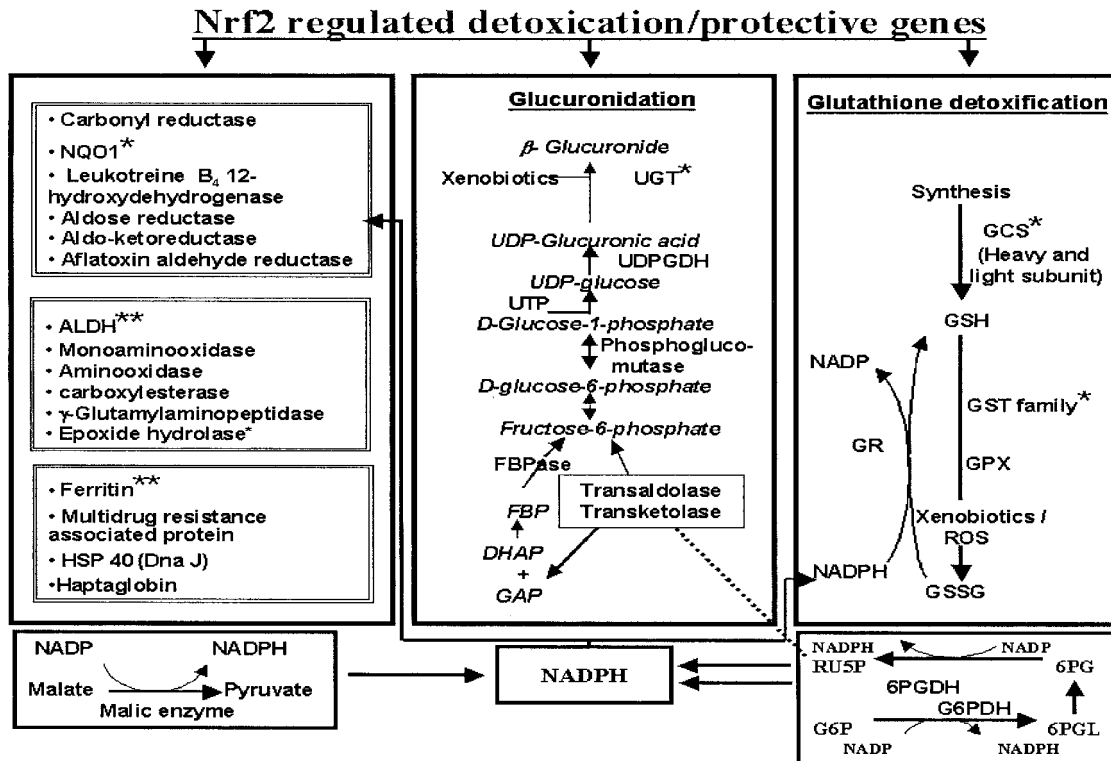 Nrf2 regulated detoxication/protective genes
• Carbonyl reductase
• NQO1*
• Leukotreine B4 12-
hydroxydehydrogenase
• Aldose reductase
• Aldo-ketoreductase
• Aflatoxin aldehyde reductase
• ALDH**
• Monoaminooxidase
• Aminooxidase
• carboxylesterase
• γ-Glutamylaminopeptidase
• Epoxide hydrolase*
• Ferritin**
• Multidrug resistance
associated protein
• HSP 40 (Dna J)
•Haptaglobin
Glucuronidation
β- Glucuronide
Xenobiotics UGT*
UDP-Glucuronic acid
UDPGDH
UDP-glucose
UTP
D-Glucose-1-phosphate
Phosphogluco-
mutase
D-glucose-6-phosphate
Fructose-6-phosphate
FBPase
Transaldolase
Transketolase
FBP
DHAP
+
GAP
Glutathione detoxification
Synthesis
GCS*
(Heavy and
light subunit)
GSH
NADP
GST family*
GR
GPX
Xenobiotics /
ROS
NADPH
GSSG
NADP NADPH
Malate Pyruvate
Malic enzyme
NADPH
NADPH NADP
RU5P 6PG
6PGDH
G6PDH
G6P 6PGL
NADP NADPH